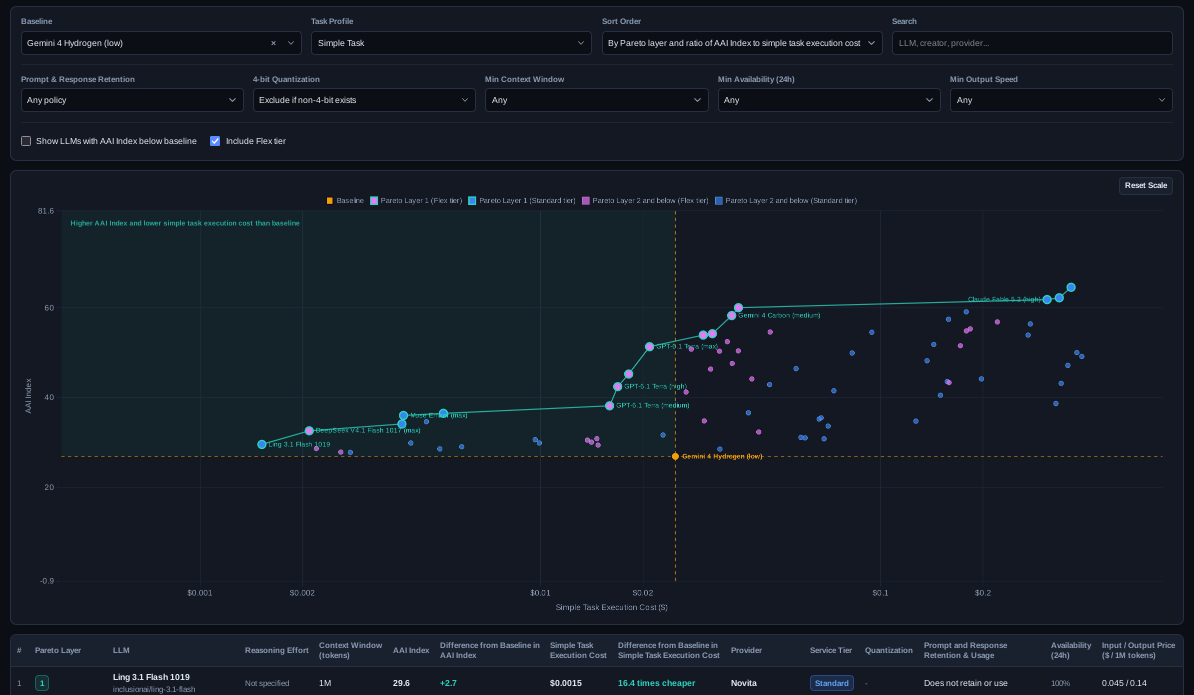 Baseline
Task Profile
Sort Order
Search
Gemini 4 Hydrogen (low)
×
Simple Task
By Pareto layer and ratio of AAI Index to simple task execution cost
LLM, creator, provider...
Prompt & Response Retention
4-bit Quantization
Min Context Window
Min Availability (24h)
Min Output Speed
Any policy
Exclude if non-4-bit exists
Any
Any
Any
Show LLMs with AAI Index below baseline
Include Flex tier
Reset Scale
Baseline
Pareto Layer 1 (Flex tier)
Pareto Layer 1 (Standard tier)
Pareto Layer 2 and below (Flex tier)
Pareto Layer 2 and below (Standard tier)
81.6
Higher AAI Index and lower simple task execution cost than baseline
60
Claude Fable 5.2 (high)
Gemini 4 Carbon (medium)
GPT-6.1 Terra (max)
AAI Index
GPT-6.1 Terra (high)
40
GPT-6.1 Terra (medium)
(max)
DeepSeek V4.1 Flash 1017 (max)
Ling 3.1 Flash 1019
Gemini 4 Hydrogen (low)
20
-0.9
$0.001
$0.002
$0.01
$0.02
$0.1
$0.2
Simple Task Execution Cost ($)
#
Pareto Layer
LLM
Reasoning Effort
Context Window
(tokens)
AAI Index
Difference from Baseline in
AAI Index
Simple Task
Execution Cost
Difference from Baseline in
Simple Task Execution Cost
Provider
Service Tier
Quantization
Prompt and Response
Retention & Usage
Availability
(24h)
Input / Output Price
($ / 1M tokens)
1
1
Ling 3.1 Flash 1019
inclusionai/ling-3.1-flash
Not specified
1M
29.6
+2.7
$0.0015
16.4 times cheaper
Novita
Standard
-
Does not retain or use
100%
0.045 / 0.14